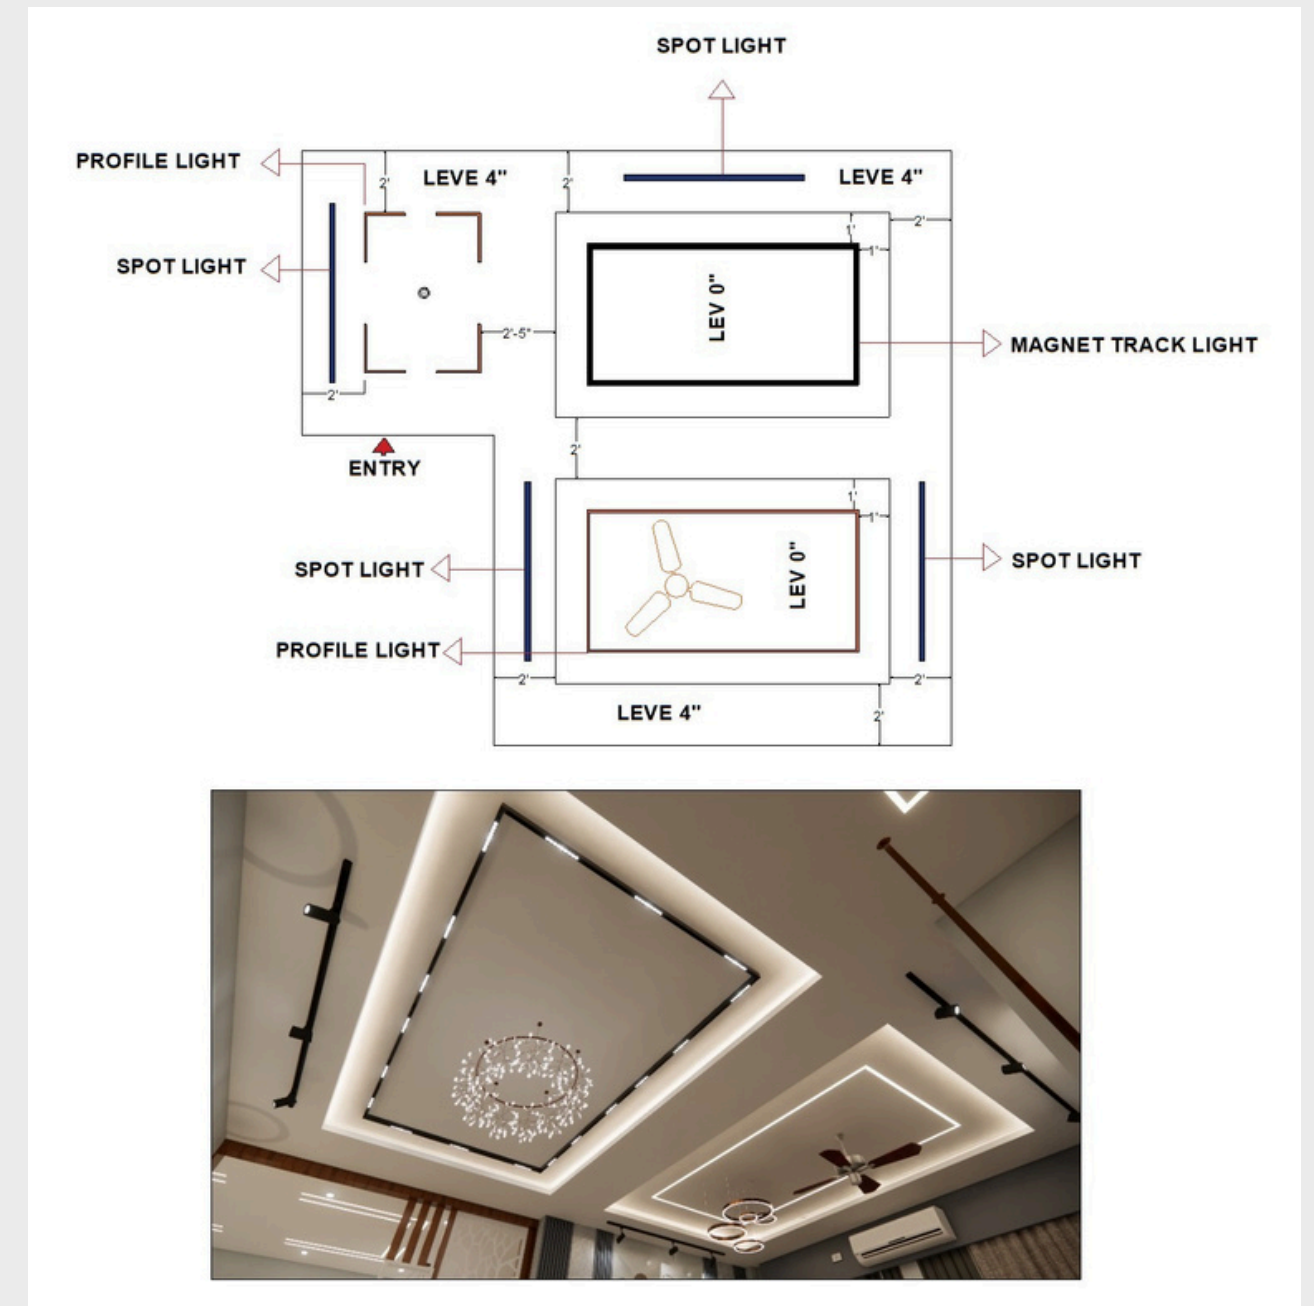 SPOT LIGHT
PROFILE LIGHT
LEVE 4"
LEVE 4"
2'
2'
2'
1'
1'
SPOT LIGHT
LEV 0"
2'-5"
MAGNET TRACK LIGHT
2'
ENTRY
2'
1'
1'
SPOT LIGHT
LEV 0"
SPOT LIGHT
PROFILE LIGHT
2'
2'
LEVE 4"
2'